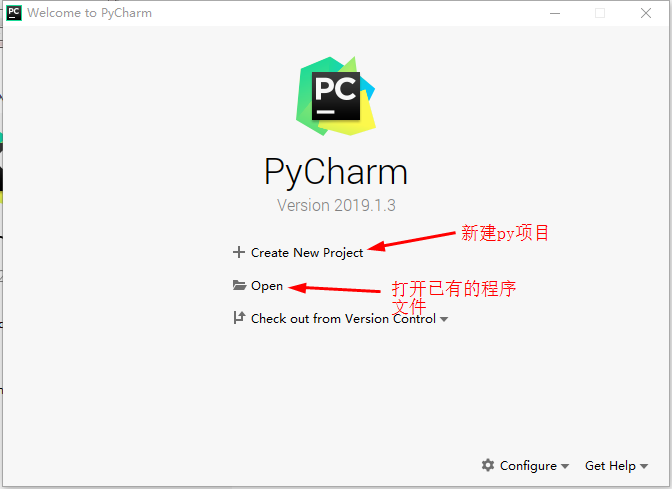 PC Welcome to PyCharm
PC
PyCharm
Version 2019.1.3
新建py项目
Create New Project
Open
打开已有的程序
文件
Check out from Version Control
Configure
Get Help